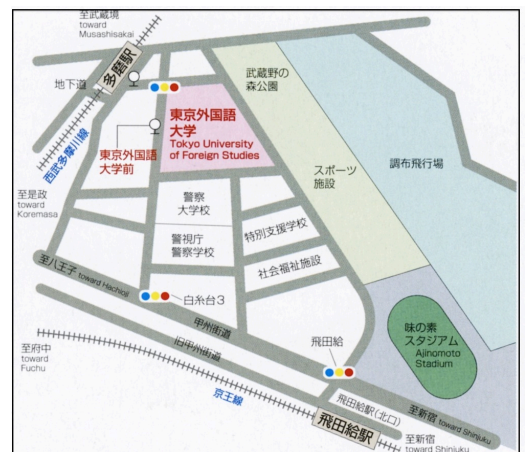 至武蔵境
toward
Musashisakai
多磨駅
地下道
西武多摩川線
東京外国語
大学前
東京外国語
大学
Tokyo University
of Foreign Studies
武蔵野の
森公園
スポーツ
施設
調布飛行場
至是政
toward
Koremasa
警察
大学校
警視庁
警察学校
特別支援学校
社会福祉施設
至八王子 toward Hachioji
白糸台3
甲州街道
旧甲州街道
飛田給
味の素
スタジアム
Ajinomoto
Stadium
至府中
toward
Fuchu
京王線
飛田給駅(北口)
飛田給駅
至新宿 toward Shinjuku
至新宿
toward Shinjuku